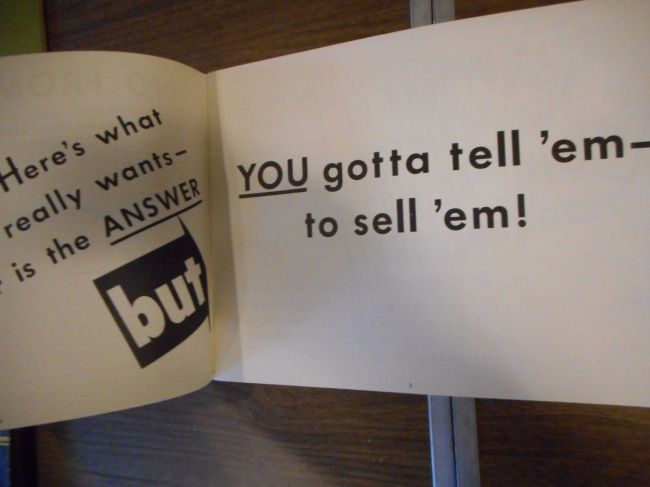 Here's what
really wants–
is the ANSWER
but
YOU gotta tell 'em–
to sell 'em!